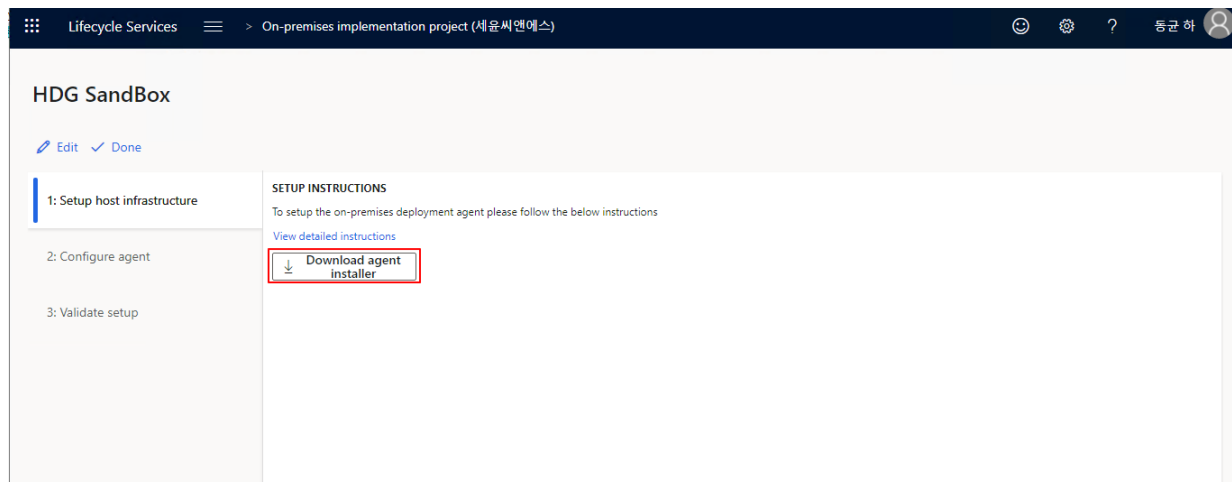 Lifecycle Services > On-premises implementation project (세윤씨앤에스) ? 동균 하
HDG SandBox
Edit Done
1: Setup host infrastructure
2: Configure agent
3: Validate setup
SETUP INSTRUCTIONS
To setup the on-premises deployment agent please follow the below instructions
View detailed instructions
Download agent
installer